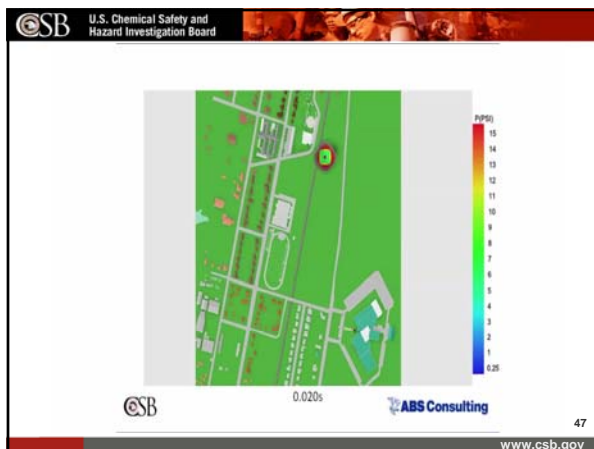 CSB
U.S. Chemical Safety and
Hazard Investigation Board
P(PSI)
15
14
13
12
11
10
9
8
7
6
5
4
3
2
1
0.25
0.020s
CSB
ABS Consulting
47
www.csb.gov